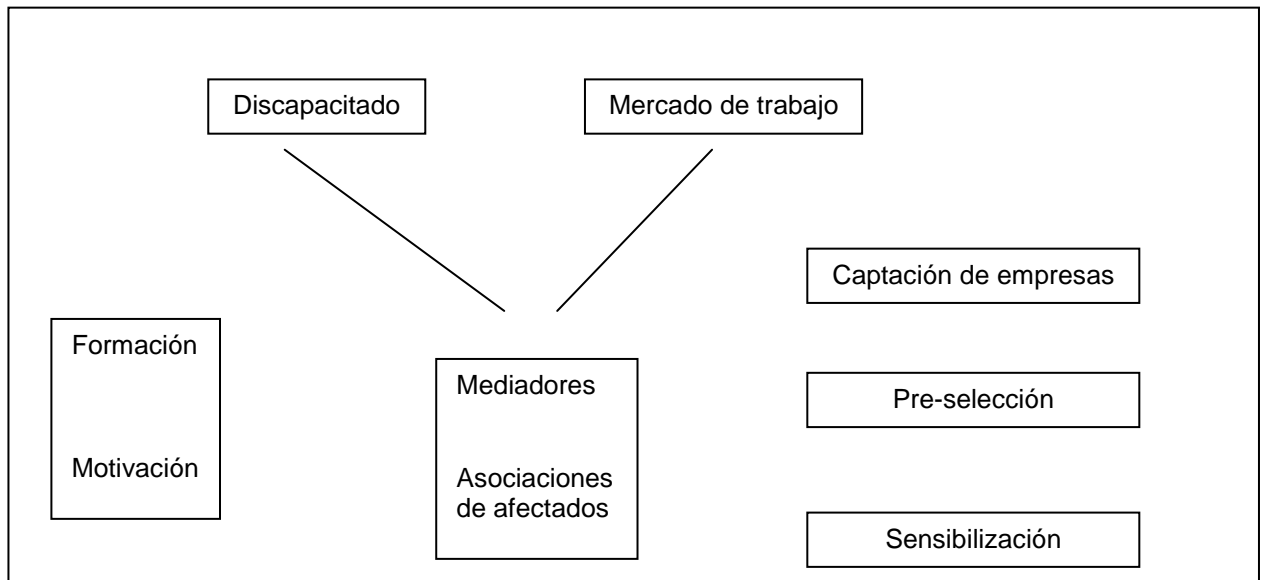 Discapacitado
Mercado de trabajo
Captación de empresas
Formación
Motivación
Mediadores
Asociaciones
de afectados
Pre-selección
Sensibilización